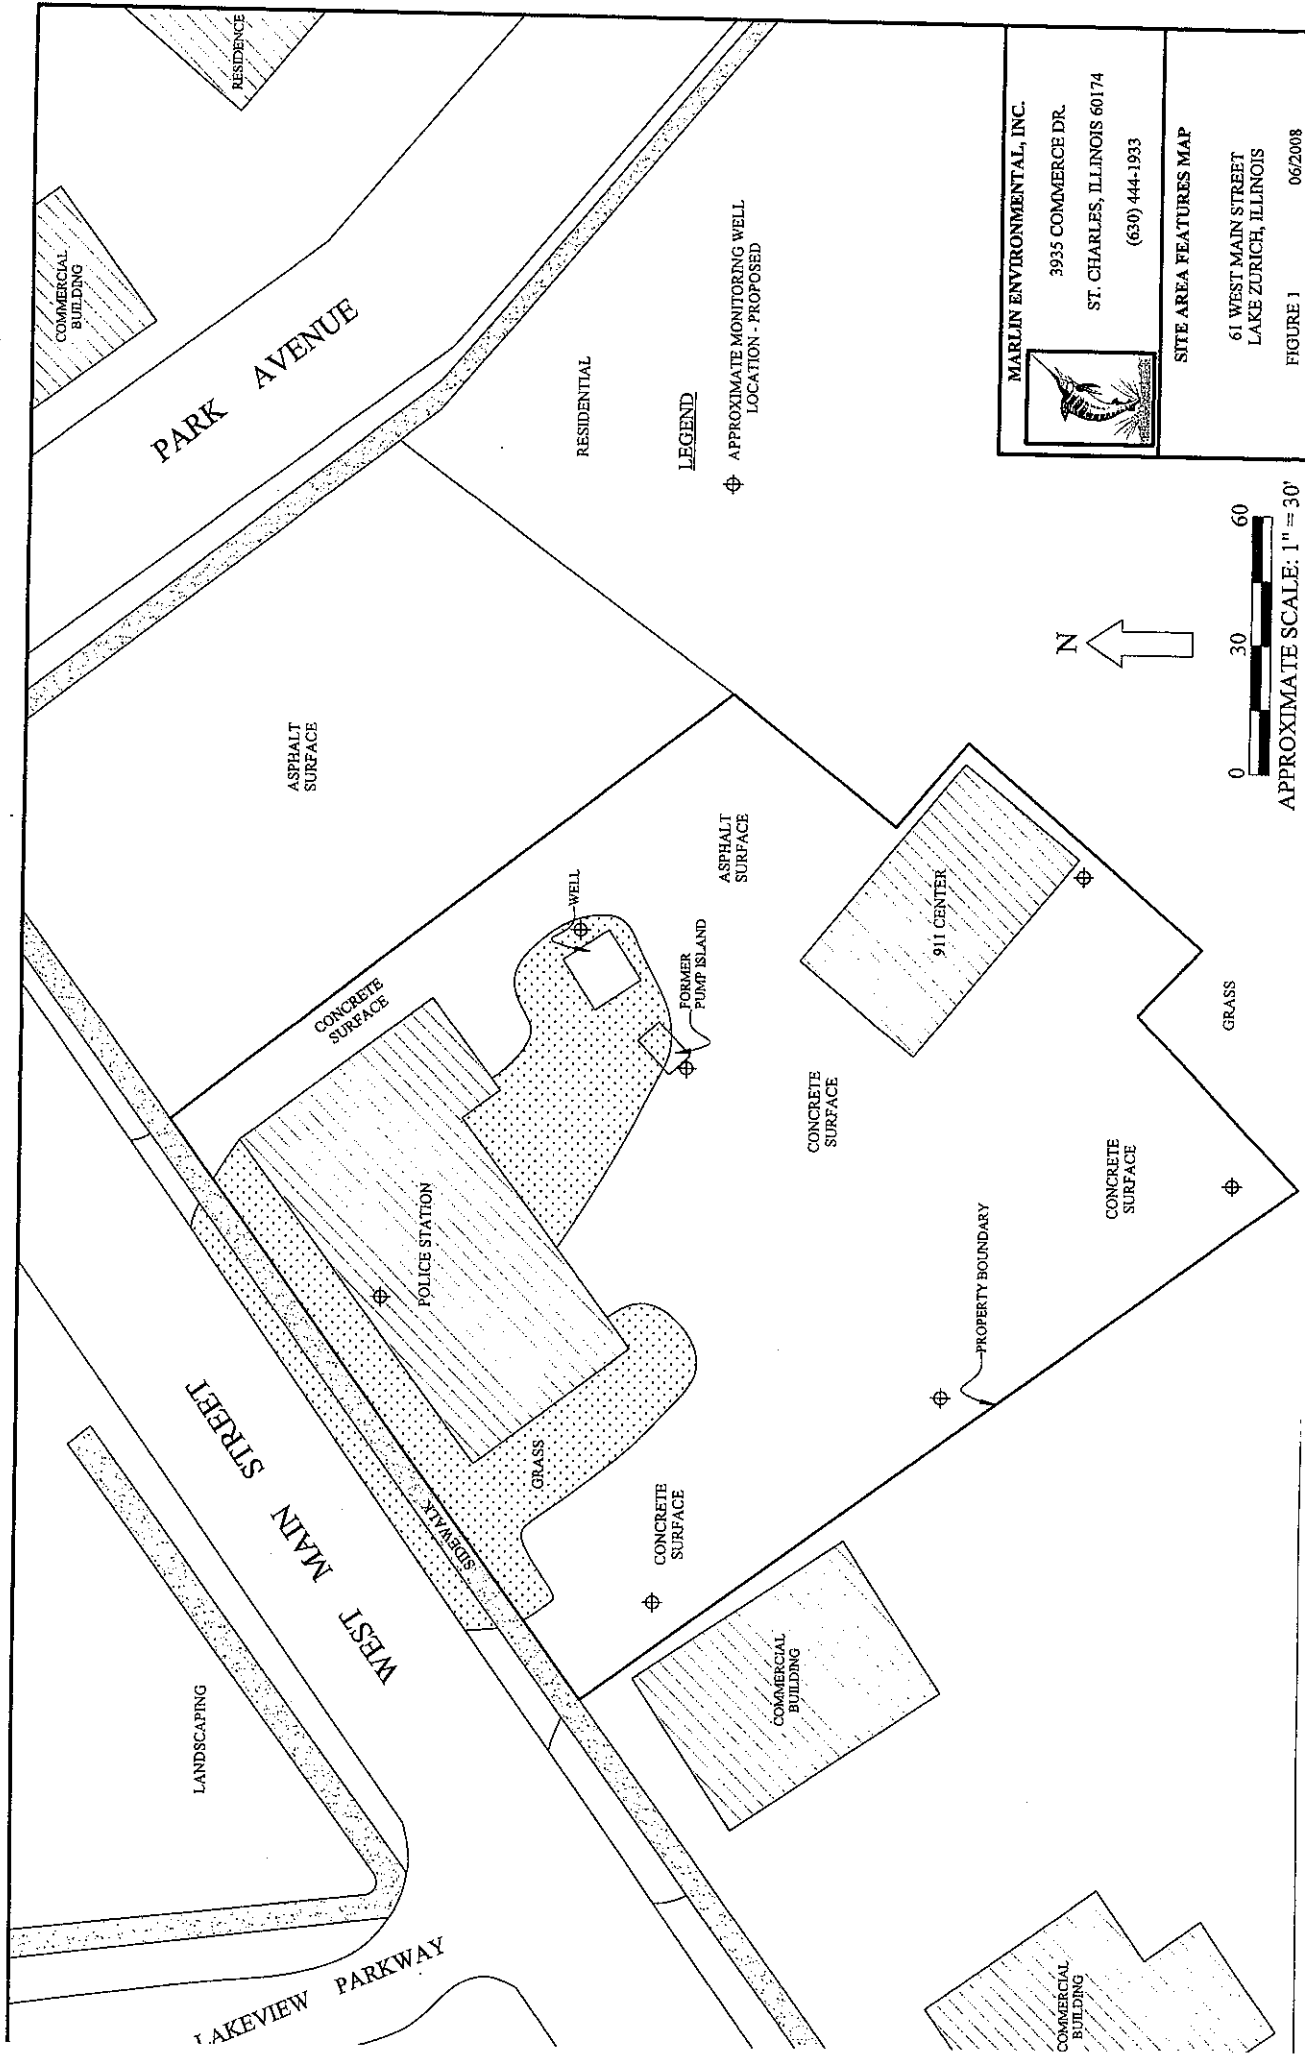 RESIDENCE
COMMERCIAL
BUILDING
PARK AVENUE
LANDSCAPING
LAKEVIEW PARKWAY
WEST MAIN STREET
SIDEWALK
ASPHALT
SURFACE
CONCRETE
SURFACE
POLICE STATION
GRASS
WELL
FORMER
PUMP ISLAND
ASPHALT
SURFACE
CONCRETE
SURFACE
CONCRETE
SURFACE
911 CENTER
CONCRETE
SURFACE
GRASS
PROPERTY BOUNDARY
COMMERCIAL
BUILDING
COMMERCIAL
BUILDING
RESIDENTIAL
LEGEND
APPROXIMATE MONITORING WELL
LOCATION - PROPOSED
N
0 30 60
APPROXIMATE SCALE: 1" = 30'
MARLIN ENVIRONMENTAL, INC.
3935 COMMERCE DR.
ST. CHARLES, ILLINOIS 60174
(630) 444-1933
SITE AREA FEATURES MAP
61 WEST MAIN STREET
LAKE ZURICH, ILLINOIS
FIGURE 1 06/2008